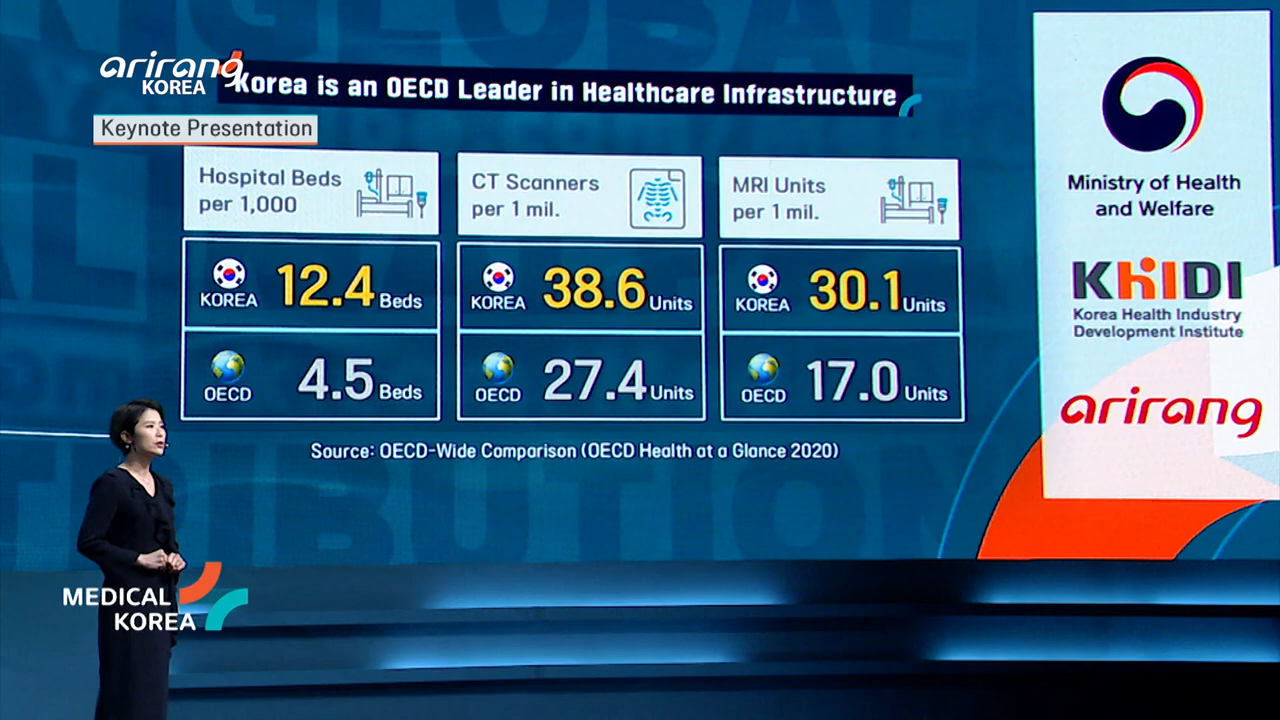 arirang
KOREA
Korea is an OECD Leader in Healthcare Infrastructure
Keynote Presentation
Hospital Beds
per 1,000
CT Scanners
per 1 mil.
MRI Units
per 1 mil.
KOREA 12.4 Beds
KOREA 38.6 Units
KOREA 30.1 Units
OECD 4.5 Beds
OECD 27.4 Units
OECD 17.0 Units
Source: OECD-Wide Comparison (OECD Health at a Glance 2020)
Ministry of Health
and Welfare
KHIDI
Korea Health Industry
Development Institute
arirang
MEDICAL
KOREA